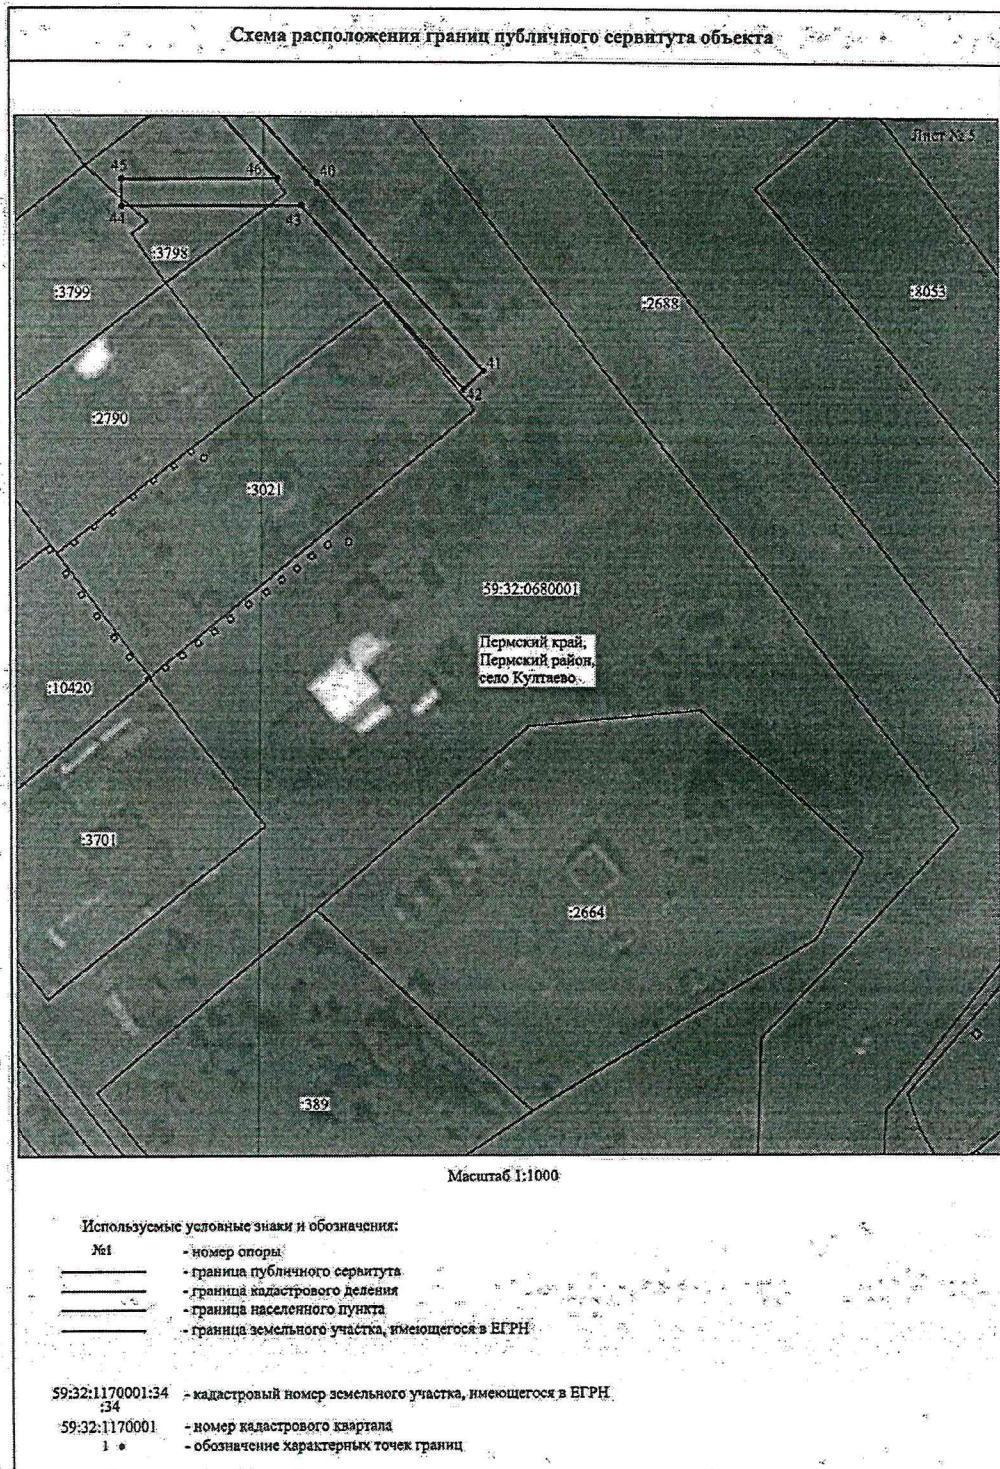 Схема расположения границ публичного сервитута объекта
Лист № 5
45
46
40
44
43
:3798
:3799
:2688
:8053
41
42
:2790
:3021
59:32:0680001
Пермский край,
Пермский район,
село Култаево
:10420
:3701
:2664
:389
Масштаб 1:1000
Используемые условные знаки и обозначения:
№1 - номер опоры
- граница публичного сервитута
- граница кадастрового деления
- граница населенного пункта
- граница земельного участка, имеющегося в ЕГРН
59:32:1170001:34 - кадастровый номер земельного участка, имеющегося в ЕГРН
:34
59:32:1170001 - номер кадастрового квартала
1 - обозначение характерных точек границ